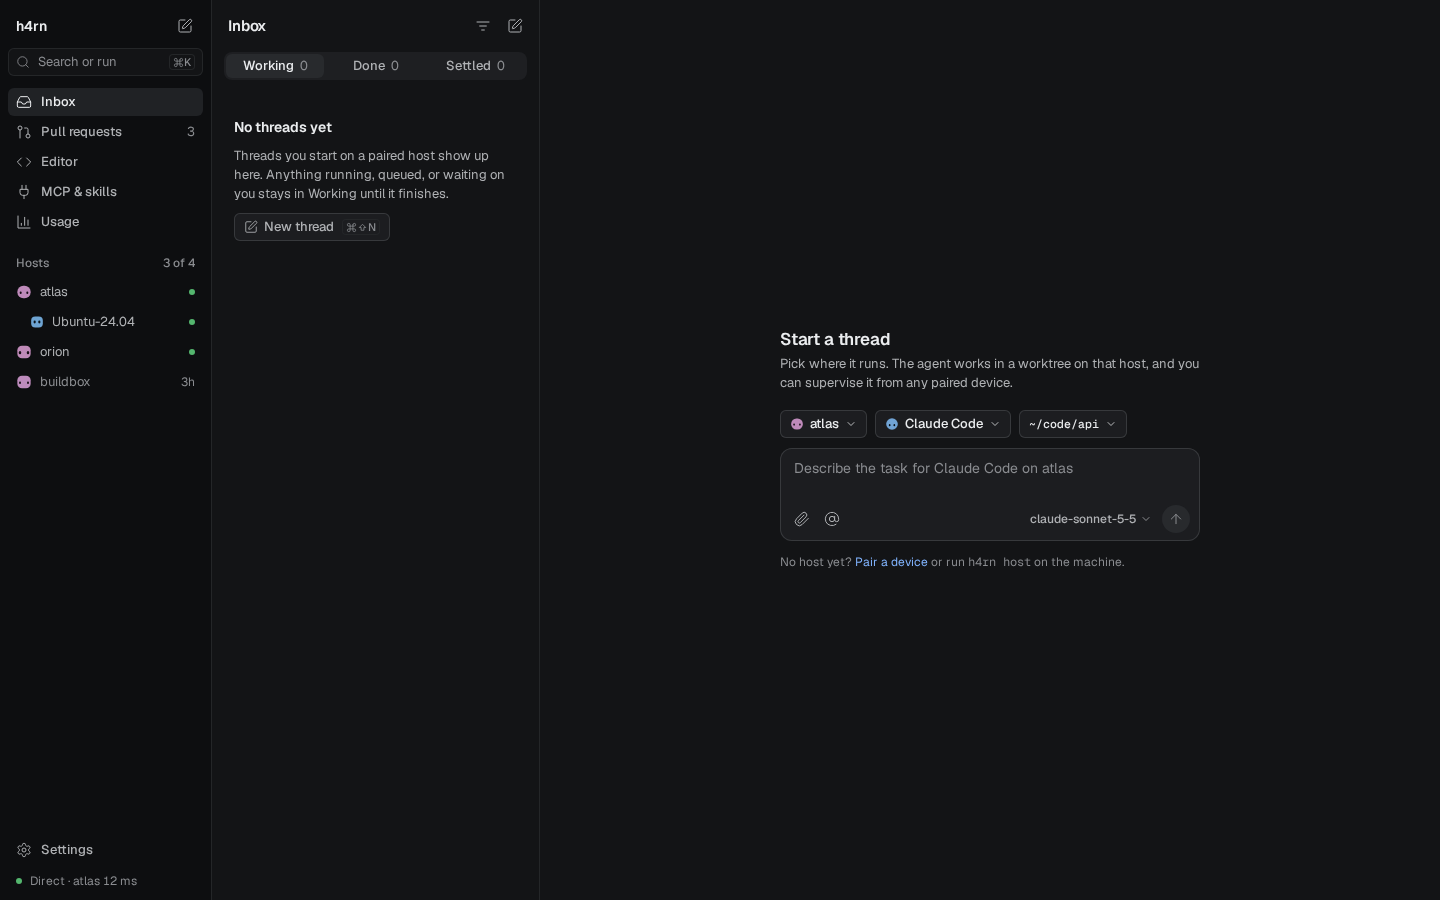 h4rn
Search or run ⌘K
Inbox
Pull requests 3
Editor
MCP & skills
Usage
Hosts 3 of 4
atlas
Ubuntu-24.04
orion
buildbox 3h
Settings
Direct · atlas 12 ms
Inbox
Working 0 Done 0 Settled 0
No threads yet
Threads you start on a paired host show up
here. Anything running, queued, or waiting on
you stays in Working until it finishes.
New thread ⌘⇧N
Start a thread
Pick where it runs. The agent works in a worktree on that host, and you
can supervise it from any paired device.
atlas Claude Code ~/code/api
Describe the task for Claude Code on atlas
claude-sonnet-5-5
No host yet? Pair a device or run h4rn host on the machine.